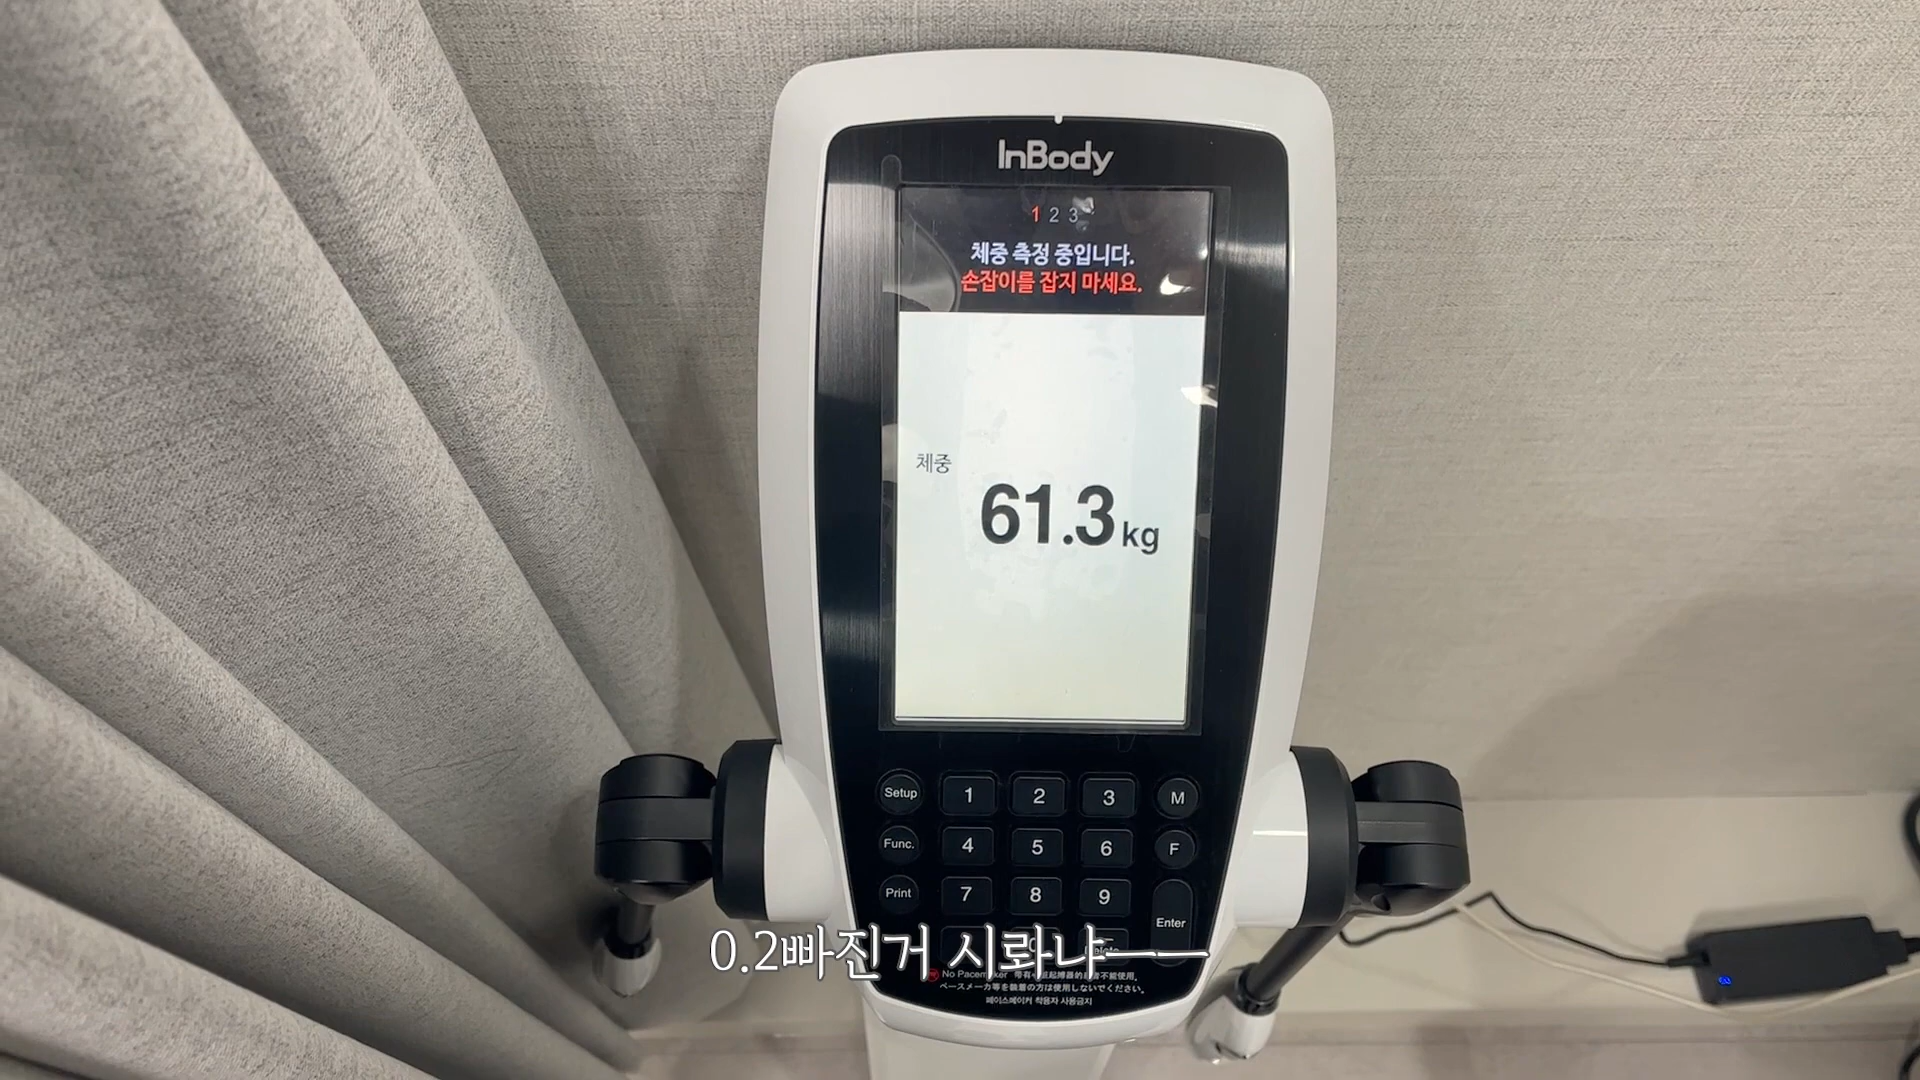 InBody
1 2 3
체중 측정 중입니다.
손잡이를 잡지 마세요.
체중
61.3 kg
Setup 1 2 3 M
Func. 4 5 6 F
Print 7 8 9 Enter
0.2빠진거 시롸냐ㅡㅡ
No Pacemaker
ペースメーカ等を装着の方は使用しないでください。
페이스메이커 착용자 사용금지